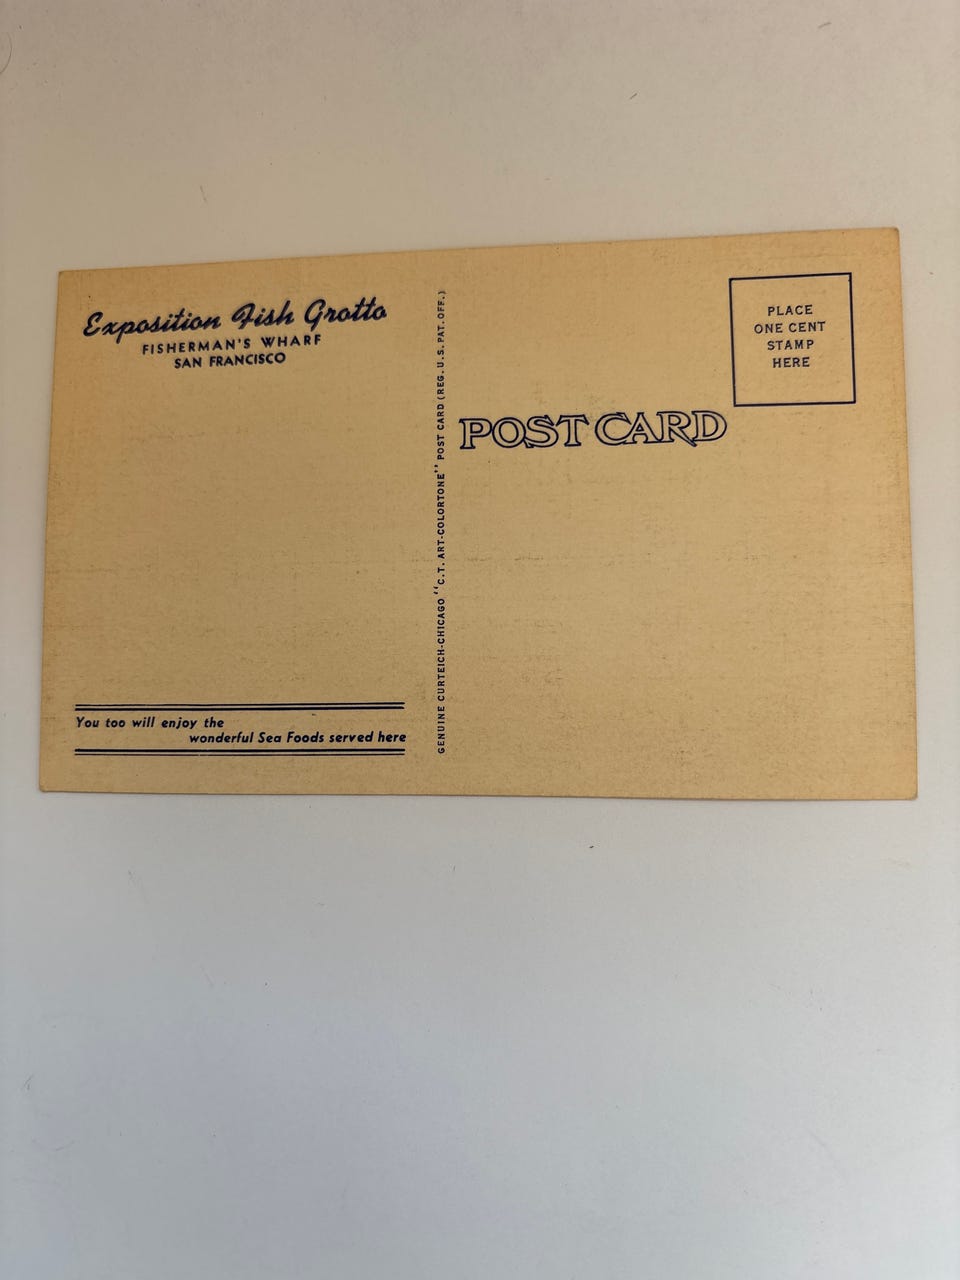 Exposition Fish Grotto
FISHERMAN'S WHARF
SAN FRANCISCO
You too will enjoy the
wonderful Sea Foods served here
GENUINE CURTEICH-CHICAGO "C.T. ART-COLORTONE" POST CARD (REG. U.S. PAT. OFF.)
POST CARD
PLACE
ONE CENT
STAMP
HERE